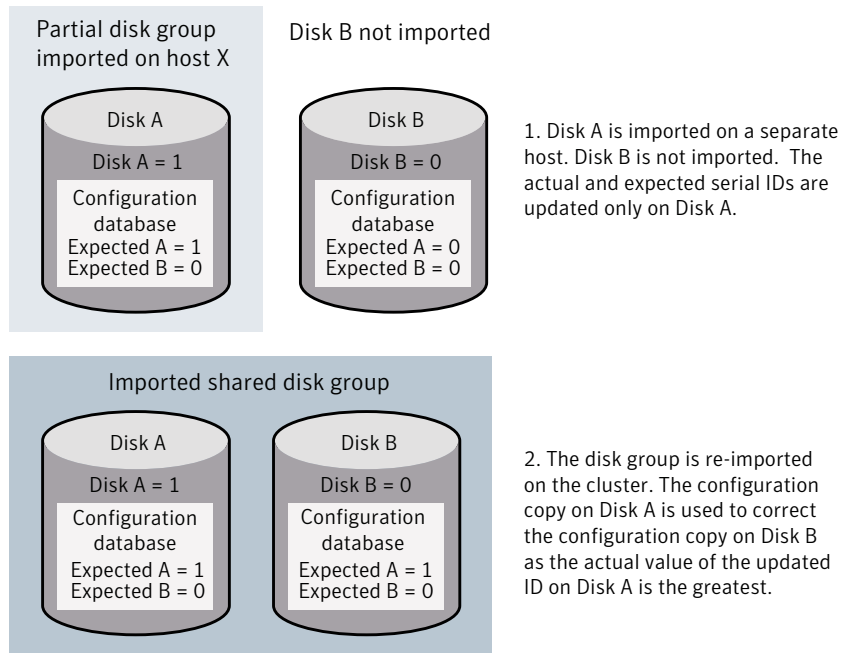 Partial disk group
imported on host X
Disk B not imported
Disk A
Disk A = 1
Configuration
database
Expected A = 1
Expected B = 0
Disk B
Disk B = 0
Configuration
database
Expected A = 0
Expected B = 0
1. Disk A is imported on a separate
host. Disk B is not imported. The
actual and expected serial IDs are
updated only on Disk A.
Imported shared disk group
Disk A
Disk A = 1
Configuration
database
Expected A = 1
Expected B = 0
Disk B
Disk B = 0
Configuration
database
Expected A = 1
Expected B = 0
2. The disk group is re-imported
on the cluster. The configuration
copy on Disk A is used to correct
the configuration copy on Disk B
as the actual value of the updated
ID on Disk A is the greatest.